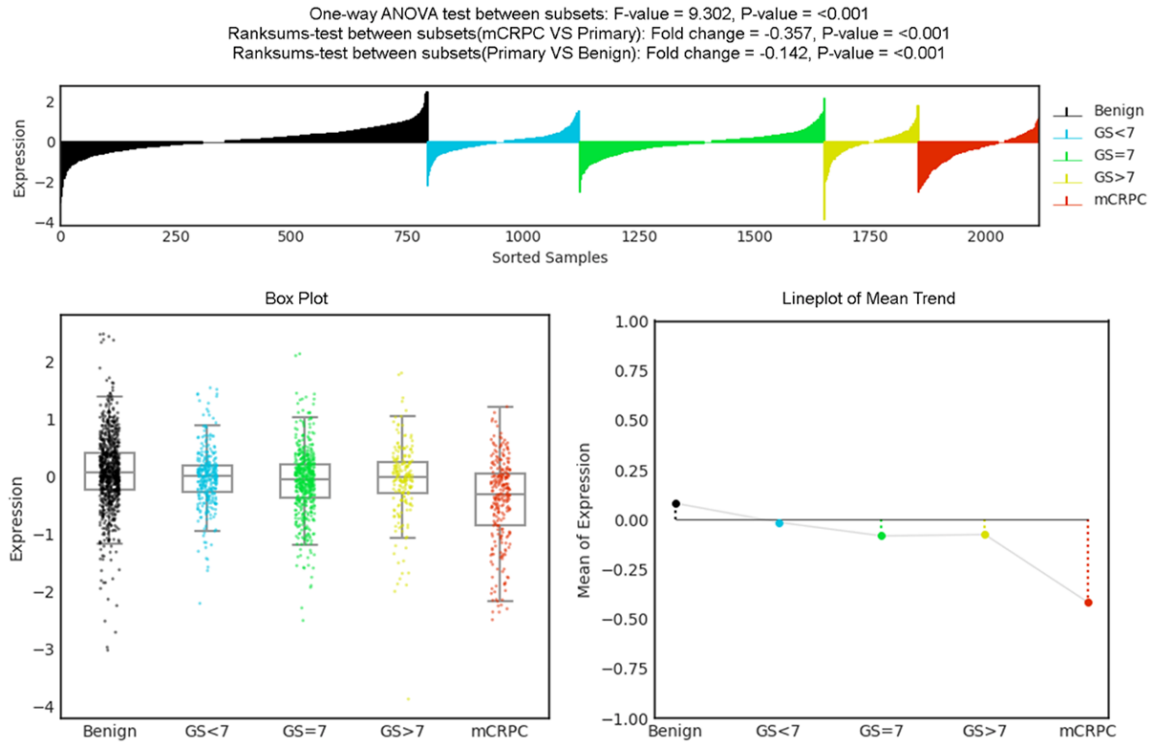 One-way ANOVA test between subsets: F-value = 9.302, P-value = <0.001
Ranksums-test between subsets(mCRPC VS Primary): Fold change = -0.357, P-value = <0.001
Ranksums-test between subsets(Primary VS Benign): Fold change = -0.142, P-value = <0.001
Expression
2
0
−2
−4
0 250 500 750 1000 1250 1500 1750 2000
Sorted Samples
Benign
GS<7
GS=7
GS>7
mCRPC
Box Plot
Expression
2
1
0
−1
−2
−3
−4
Benign GS<7 GS=7 GS>7 mCRPC
Lineplot of Mean Trend
Mean of Expression
1.00
0.75
0.50
0.25
0.00
−0.25
−0.50
−0.75
−1.00
Benign GS<7 GS=7 GS>7 mCRPC